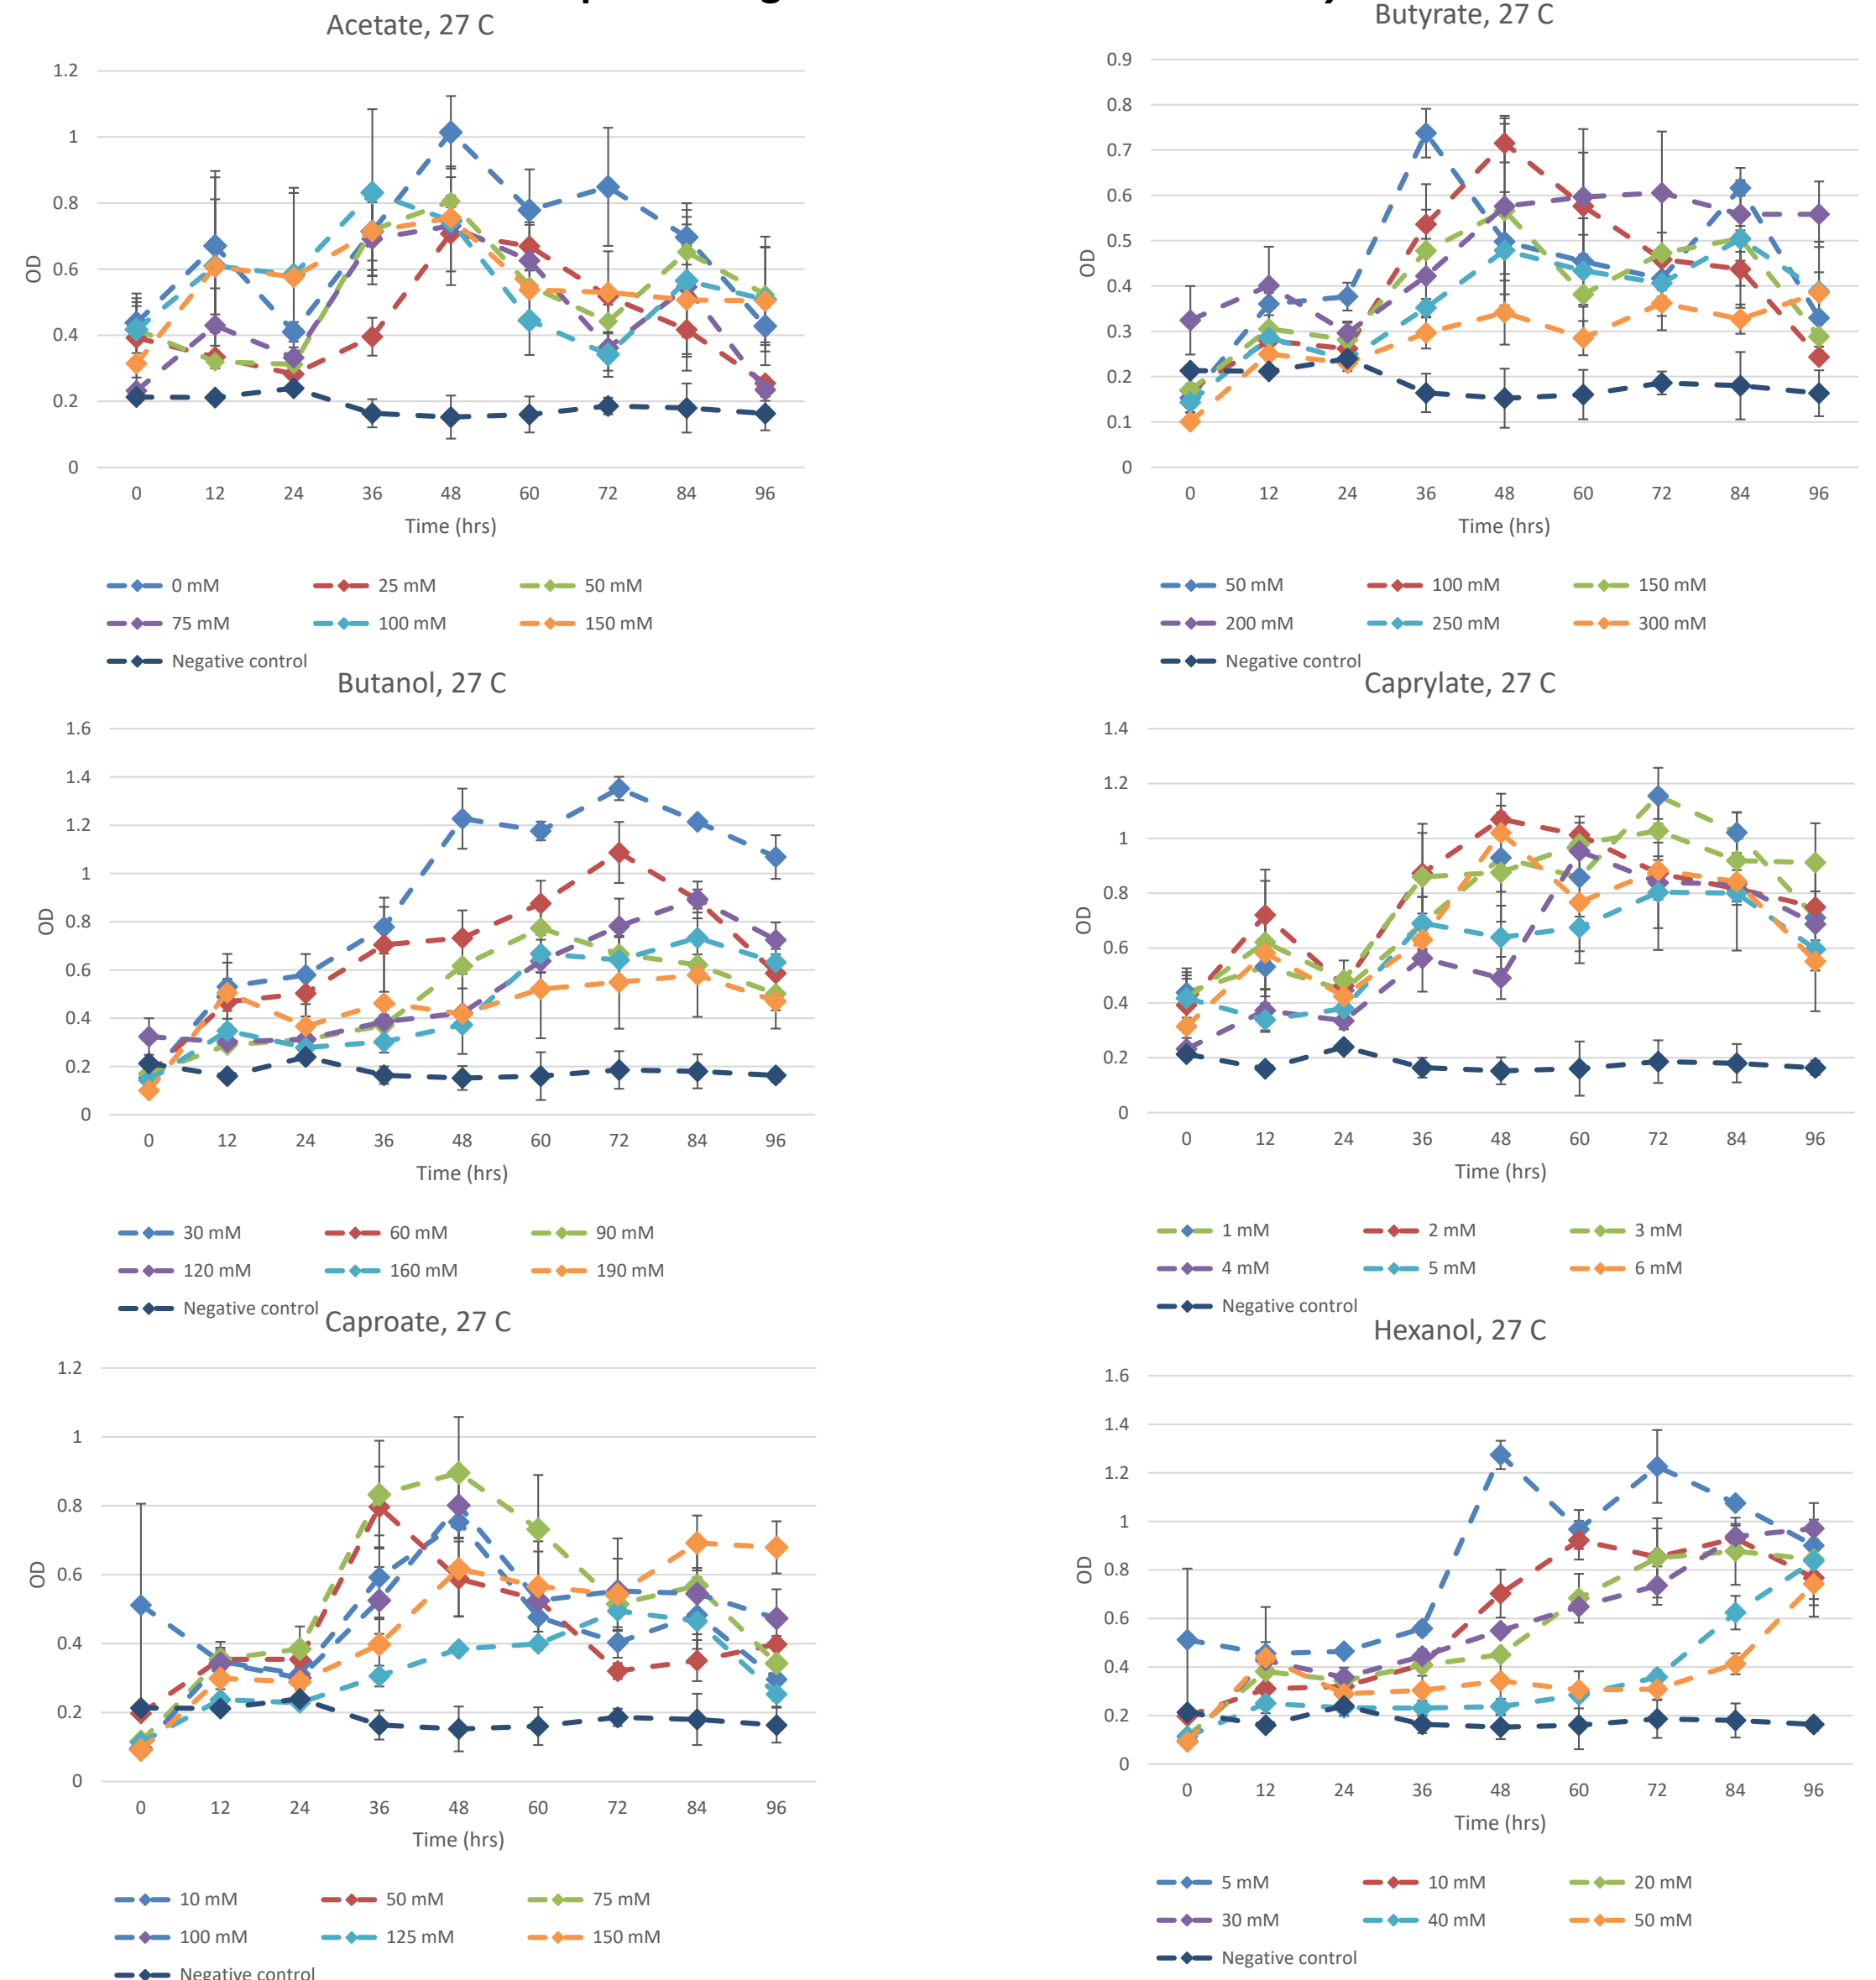 Acetate, 27 C
1.2
1
0.8
0.6
0.4
0.2
0
OD
0 12 24 36 48 60 72 84 96
Time (hrs)
0 mM 25 mM 50 mM
75 mM 100 mM 150 mM
Negative control
Butyrate, 27 C
0.9
0.8
0.7
0.6
0.5
0.4
0.3
0.2
0.1
0
OD
0 12 24 36 48 60 72 84 96
Time (hrs)
50 mM 100 mM 150 mM
200 mM 250 mM 300 mM
Negative control
Butanol, 27 C
1.6
1.4
1.2
1
0.8
0.6
0.4
0.2
0
OD
0 12 24 36 48 60 72 84 96
Time (hrs)
30 mM 60 mM 90 mM
120 mM 160 mM 190 mM
Negative control
Caprylate, 27 C
1.4
1.2
1
0.8
0.6
0.4
0.2
0
OD
0 12 24 36 48 60 72 84 96
Time (hrs)
1 mM 2 mM 3 mM
4 mM 5 mM 6 mM
Negative control
Caproate, 27 C
1.2
1
0.8
0.6
0.4
0.2
0
OD
0 12 24 36 48 60 72 84 96
Time (hrs)
10 mM 50 mM 75 mM
100 mM 125 mM 150 mM
Negative control
Hexanol, 27 C
1.6
1.4
1.2
1
0.8
0.6
0.4
0.2
0
OD
0 12 24 36 48 60 72 84 96
Time (hrs)
5 mM 10 mM 20 mM
30 mM 40 mM 50 mM
Negative control